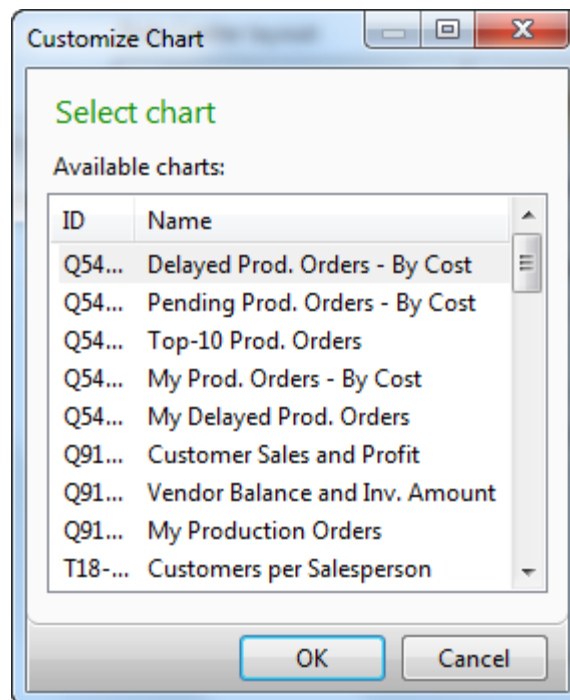 Customize Chart
Select chart
Available charts:
ID Name
Q54... Delayed Prod. Orders - By Cost
Q54... Pending Prod. Orders - By Cost
Q54... Top-10 Prod. Orders
Q54... My Prod. Orders - By Cost
Q54... My Delayed Prod. Orders
Q91... Customer Sales and Profit
Q91... Vendor Balance and Inv. Amount
Q91... My Production Orders
T18-... Customers per Salesperson
OK Cancel